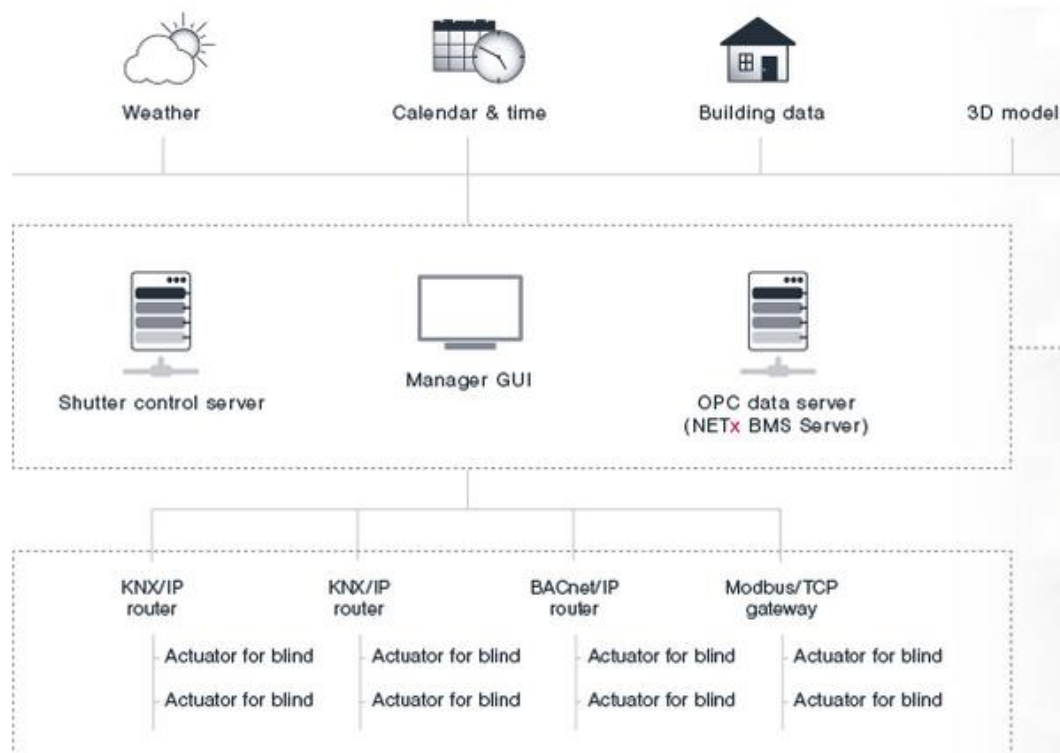 Weather
Calendar & time
Building data
3D model
Shutter control server
Manager GUI
OPC data server
(NETx BMS Server)
KNX/IP
router
KNX/IP
router
BACnet/IP
router
Modbus/TCP
gateway
Actuator for blind
Actuator for blind
Actuator for blind
Actuator for blind
Actuator for blind
Actuator for blind
Actuator for blind
Actuator for blind